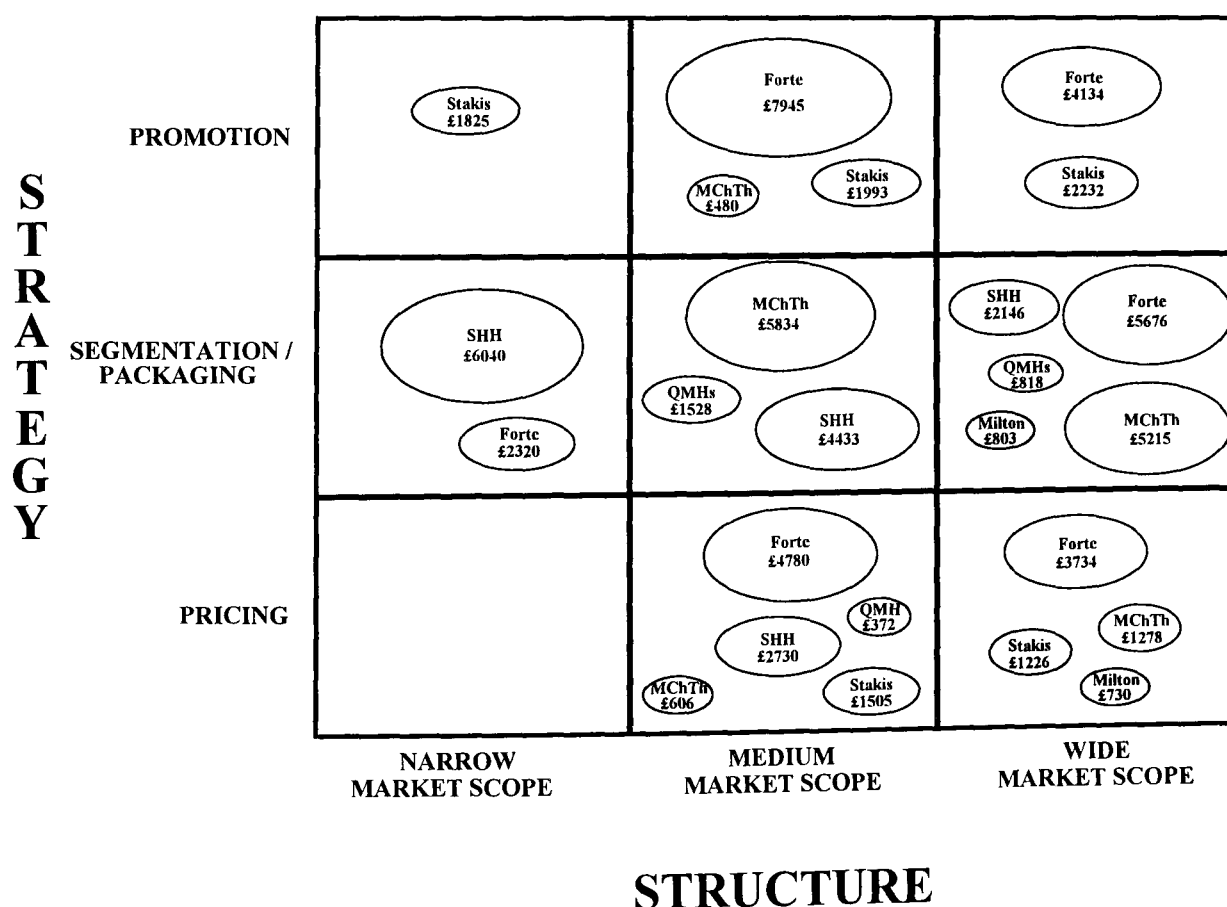 STRATEGY
PROMOTION
Stakis
£1825
Forte
£7945
MChTh
£480
Stakis
£1993
Forte
£4134
Stakis
£2232
SEGMENTATION /
PACKAGING
SHH
£6040
Forte
£2320
MChTh
£5834
QMHs
£1528
SHH
£4433
SHH
£2146
Forte
£5676
QMHs
£818
Milton
£803
MChTh
£5215
PRICING
Forte
£4780
QMH
£372
SHH
£2730
MChTh
£606
Stakis
£1505
Forte
£3734
MChTh
£1278
Stakis
£1226
Milton
£730
NARROW
MARKET SCOPE
MEDIUM
MARKET SCOPE
WIDE
MARKET SCOPE
STRUCTURE